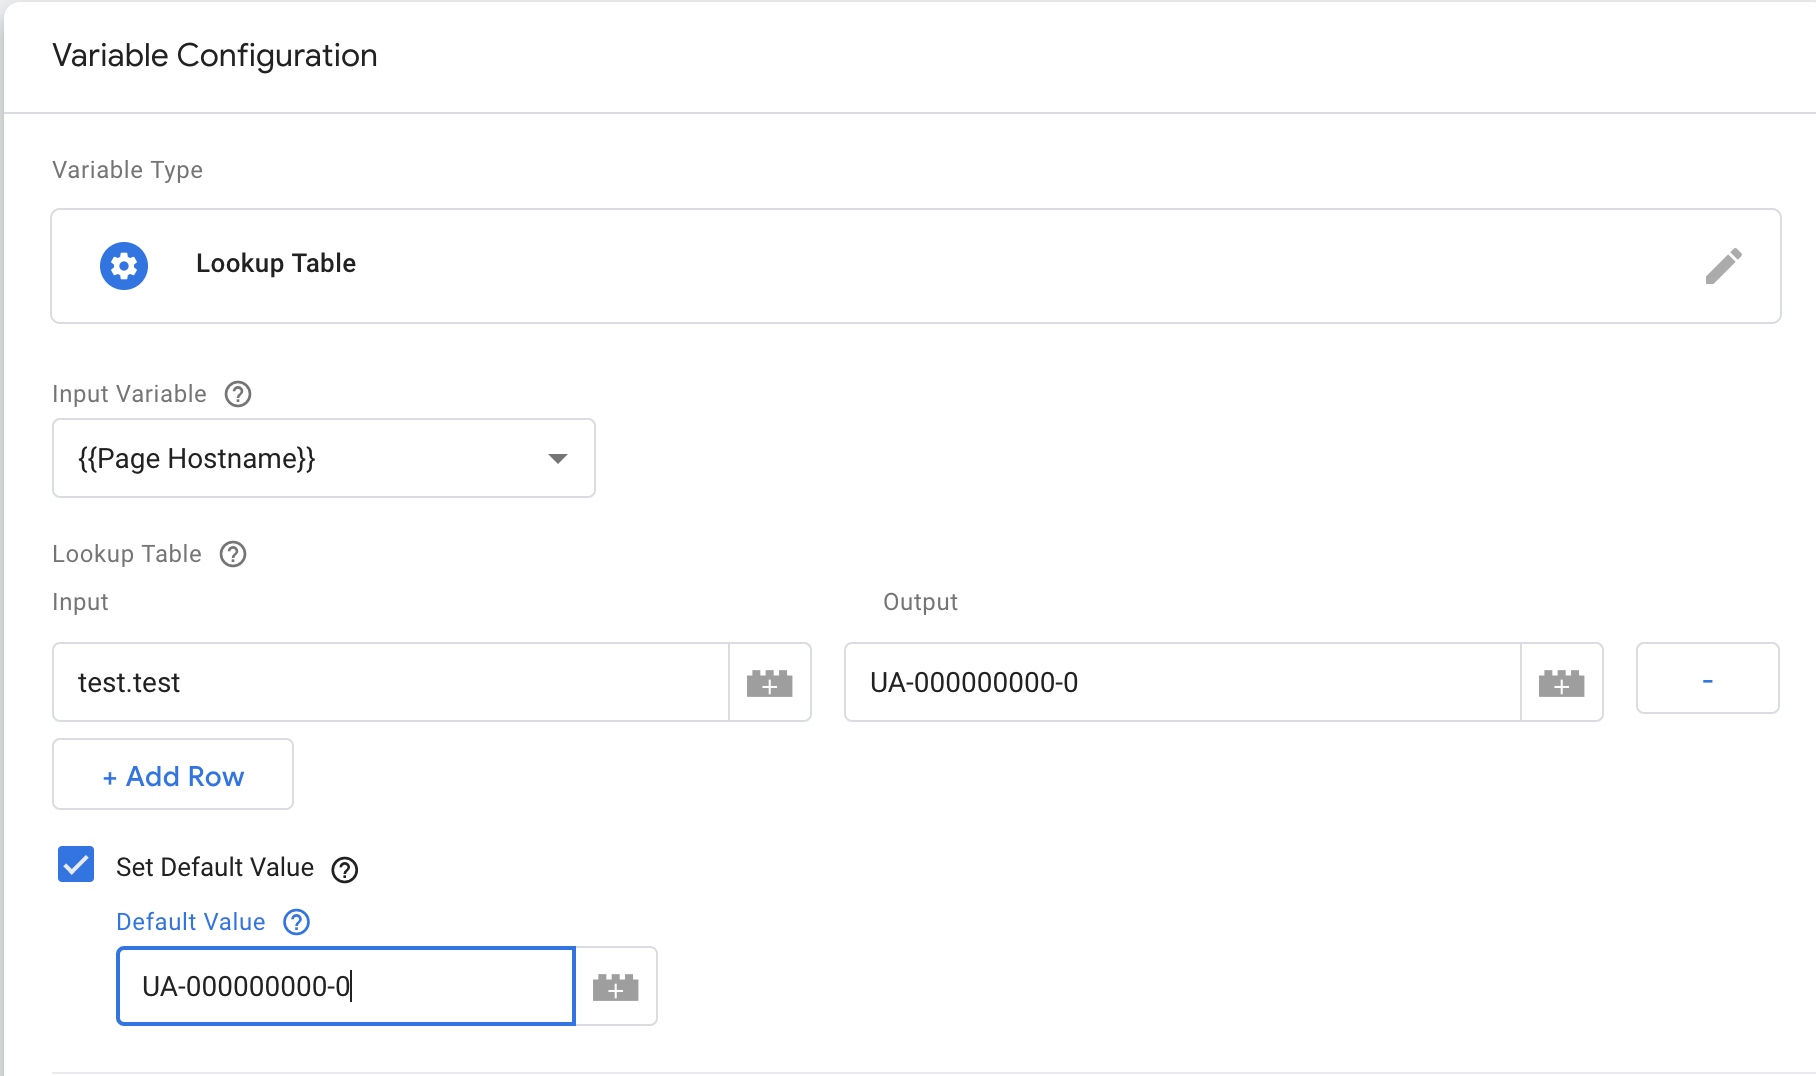 Variable Configuration
Variable Type
Lookup Table
Input Variable
{{Page Hostname}}
Lookup Table
Input Output
test.test UA-000000000-0 -
+ Add Row
Set Default Value
Default Value
UA-000000000-0